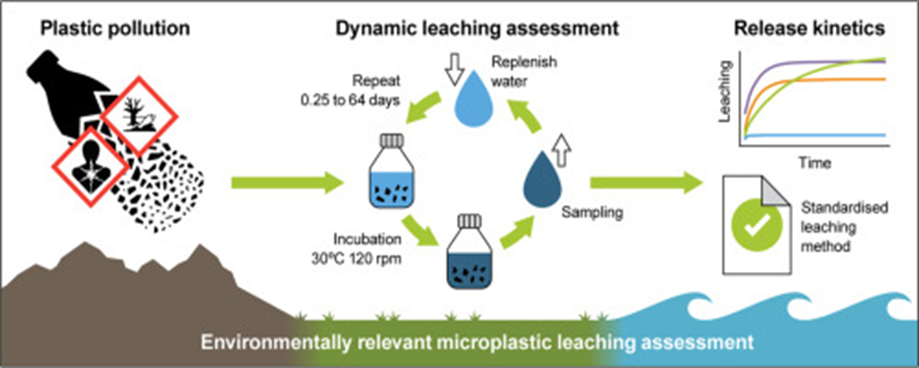 Plastic pollution
Dynamic leaching assessment
Release kinetics
Repeat
0.25 to 64 days
Replenish
water
Incubation
30ºC 120 rpm
Sampling
Leaching
Time
Standardised
leaching
method
Environmentally relevant microplastic leaching assessment